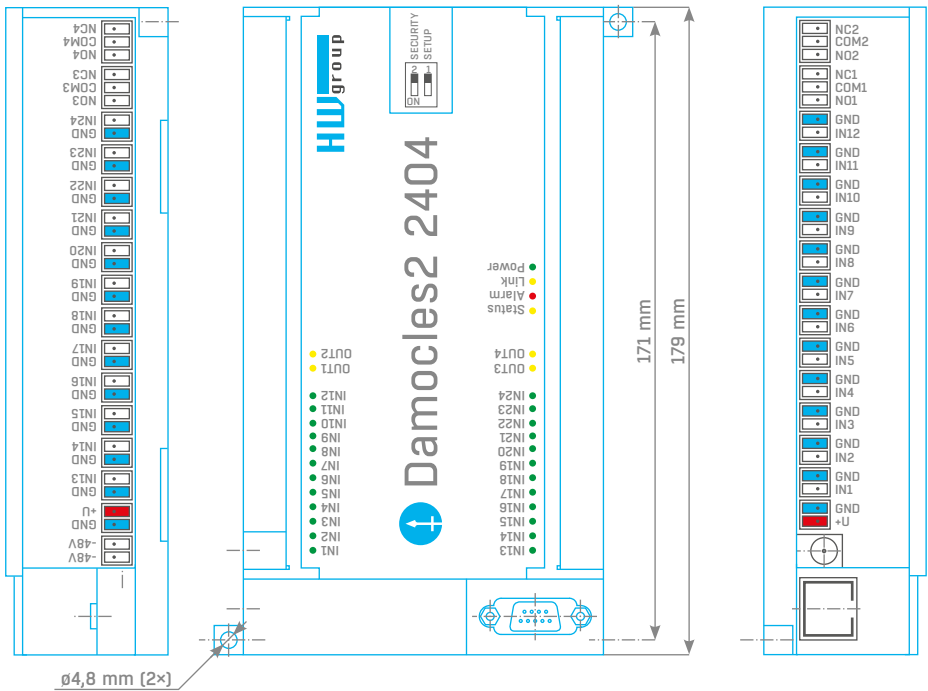 NC4
COM4
NO4
NC3
COM3
NO3
IN24
GND
IN23
GND
IN22
GND
IN21
GND
IN20
GND
IN19
GND
IN18
GND
IN17
GND
IN16
GND
IN15
GND
IN14
GND
IN13
GND
+U
GND
-48V
-48V
HW group
SECURITY
SETUP
2 1
ON
Damocles2 2404
Power
Link
Alarm
Status
OUT2
OUT1
OUT4
OUT3
IN12
IN11
IN10
IN9
IN8
IN7
IN6
IN5
IN4
IN3
IN2
IN1
IN24
IN23
IN22
IN21
IN20
IN19
IN18
IN17
IN16
IN15
IN14
IN13
171 mm
179 mm
ø4,8 mm (2×)
NC2
COM2
NO2
NC1
COM1
NO1
GND
IN12
GND
IN11
GND
IN10
GND
IN9
GND
IN8
GND
IN7
GND
IN6
GND
IN5
GND
IN4
GND
IN3
GND
IN2
GND
IN1
GND
+U